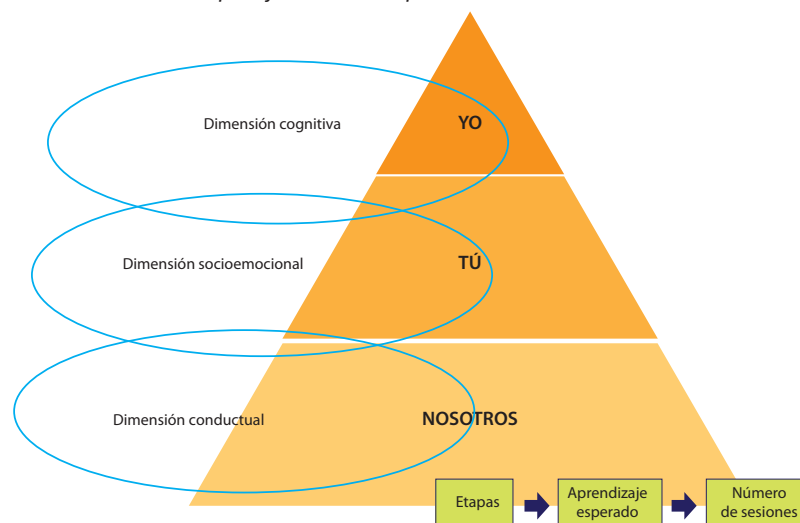 Dimensión cognitiva
YO
Dimensión socioemocional
TÚ
Dimensión conductual
NOSOTROS
Etapas
Aprendizaje
esperado
Número
de sesiones